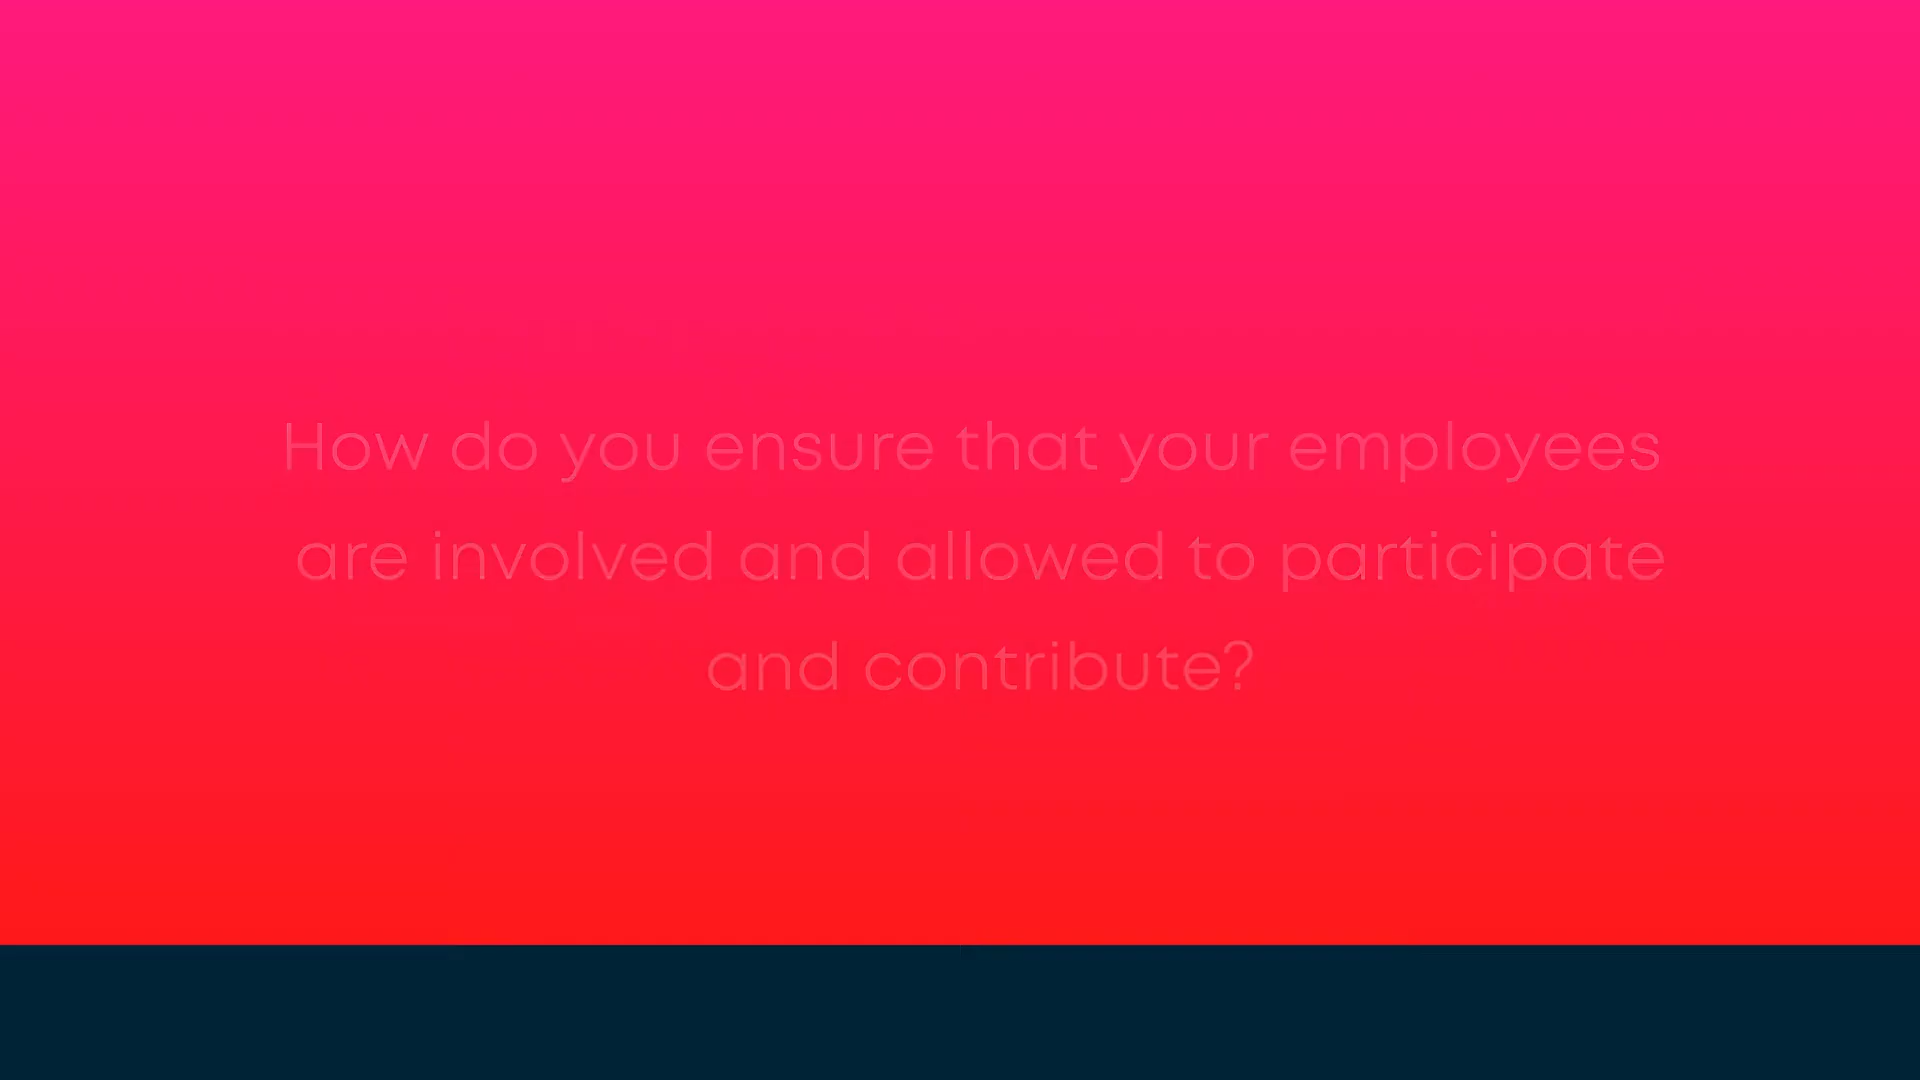 How do you ensure that your employees
are involved and allowed to participate
and contribute?